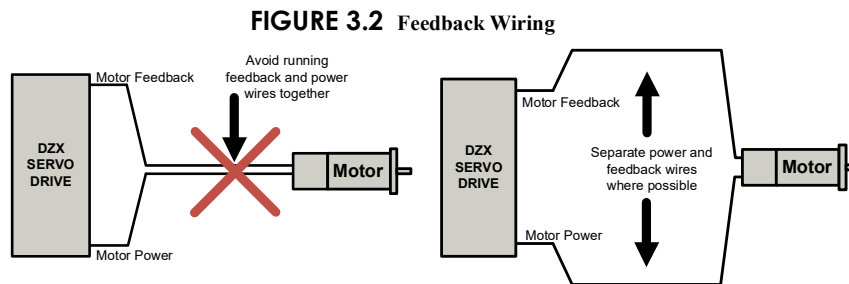 FIGURE 3.2 Feedback Wiring
Motor Feedback
Avoid running
feedback and power
wires together
DZX
SERVO
DRIVE
Motor
Motor Power
Motor Feedback
DZX
SERVO
DRIVE
Separate power and
feedback wires
where possible
Motor
Motor Power